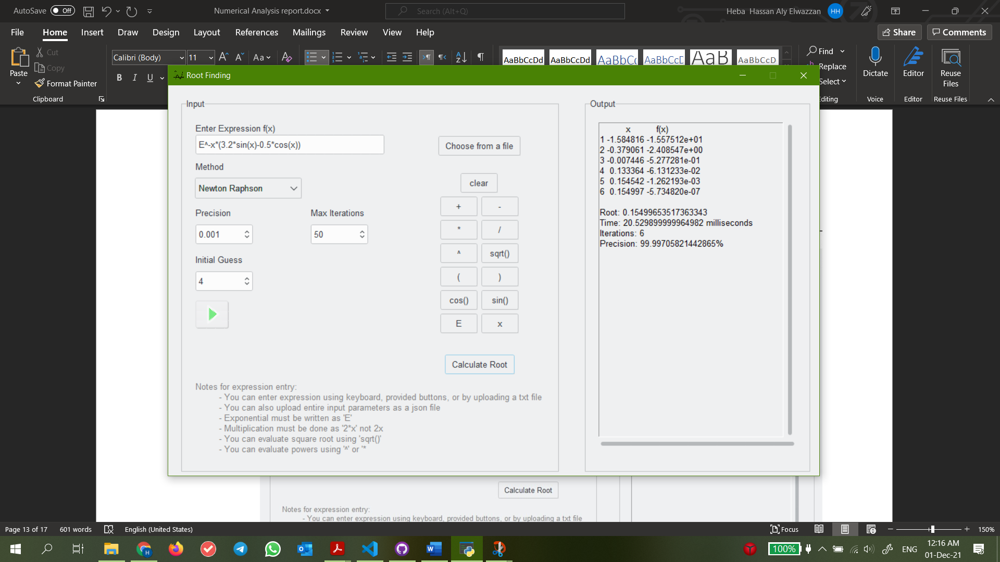 AutoSave Off
Numerical Analysis report.docx
Search (Alt+Q)
Heba Hassan Aly Elwazzan HH
File Home Insert Draw Design Layout References Mailings Review View Help
Share Comments
Paste
Cut
Copy
Format Painter
Clipboard
Calibri (Body) 11
Aa
B I U
AaBbCcDd AaBbCcDd AaBbCc AaBbCcD AaB AaBbCcD
Find
Replace
Select
Editing
Dictate
Voice
Editor
Editor
Reuse Files
Reuse Files
Root Finding
Input
Enter Expression f(x)
E^-x*(3.2*sin(x)-0.5*cos(x))
Choose from a file
Method
Newton Raphson
clear
+ -
* /
^ sqrt()
( )
cos() sin()
E x
Precision
0.001
Max Iterations
50
Initial Guess
4
Calculate Root
Notes for expression entry:
- You can enter expression using keyboard, provided buttons, or by uploading a txt file
- You can also upload entire input parameters as a json file
- Exponential must be written as 'E'
- Multiplication must be done as '2*x' not 2x
- You can evaluate square root using 'sqrt()'
- You can evaluate powers using '^' or '*
Output
x f(x)
1 -1.584816 -1.557512e+01
2 -0.379061 -2.408547e+00
3 -0.007446 -5.277281e-01
4 0.133364 -6.131233e-02
5 0.154542 -1.262193e-03
6 0.154997 -5.734820e-07
Root: 0.15499653517363343
Time: 20.529899999964982 milliseconds
Iterations: 6
Precision: 99.99705821442865%
Calculate Root
Notes for expression entry:
- You can enter expression using keyboard, provided buttons, or by uploading a txt file
Page 13 of 17 601 words English (United States)
Focus
150%
100%
ENG
12:16 AM
01-Dec-21